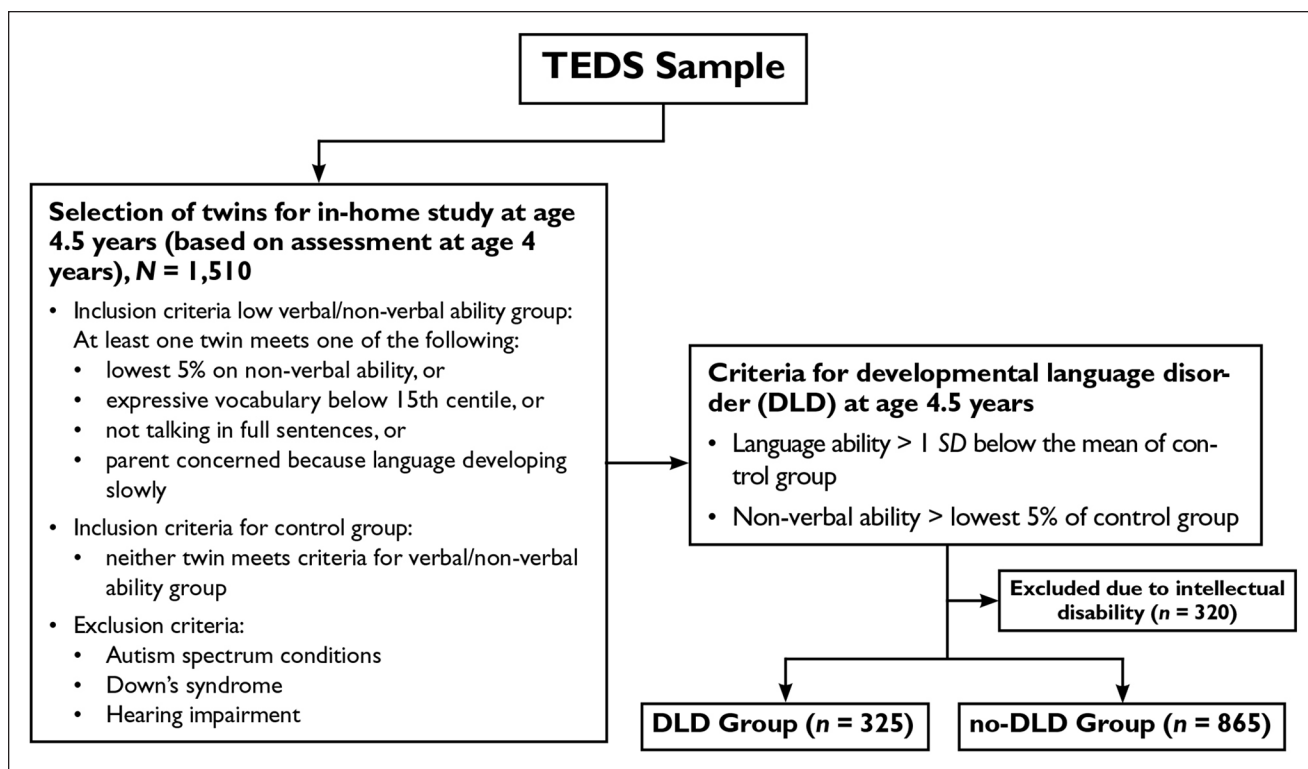 TEDS Sample
Selection of twins for in-home study at age
4.5 years (based on assessment at age 4
years), N = 1,510
• Inclusion criteria low verbal/non-verbal ability group:
At least one twin meets one of the following:
• lowest 5% on non-verbal ability, or
• expressive vocabulary below 15th centile, or
• not talking in full sentences, or
• parent concerned because language developing
slowly
• Inclusion criteria for control group:
• neither twin meets criteria for verbal/non-verbal
ability group
• Exclusion criteria:
• Autism spectrum conditions
• Down’s syndrome
• Hearing impairment
Criteria for developmental language disor-
der (DLD) at age 4.5 years
• Language ability > 1 SD below the mean of con-
trol group
• Non-verbal ability > lowest 5% of control group
Excluded due to intellectual
disability (n = 320)
DLD Group (n = 325)
no-DLD Group (n = 865)